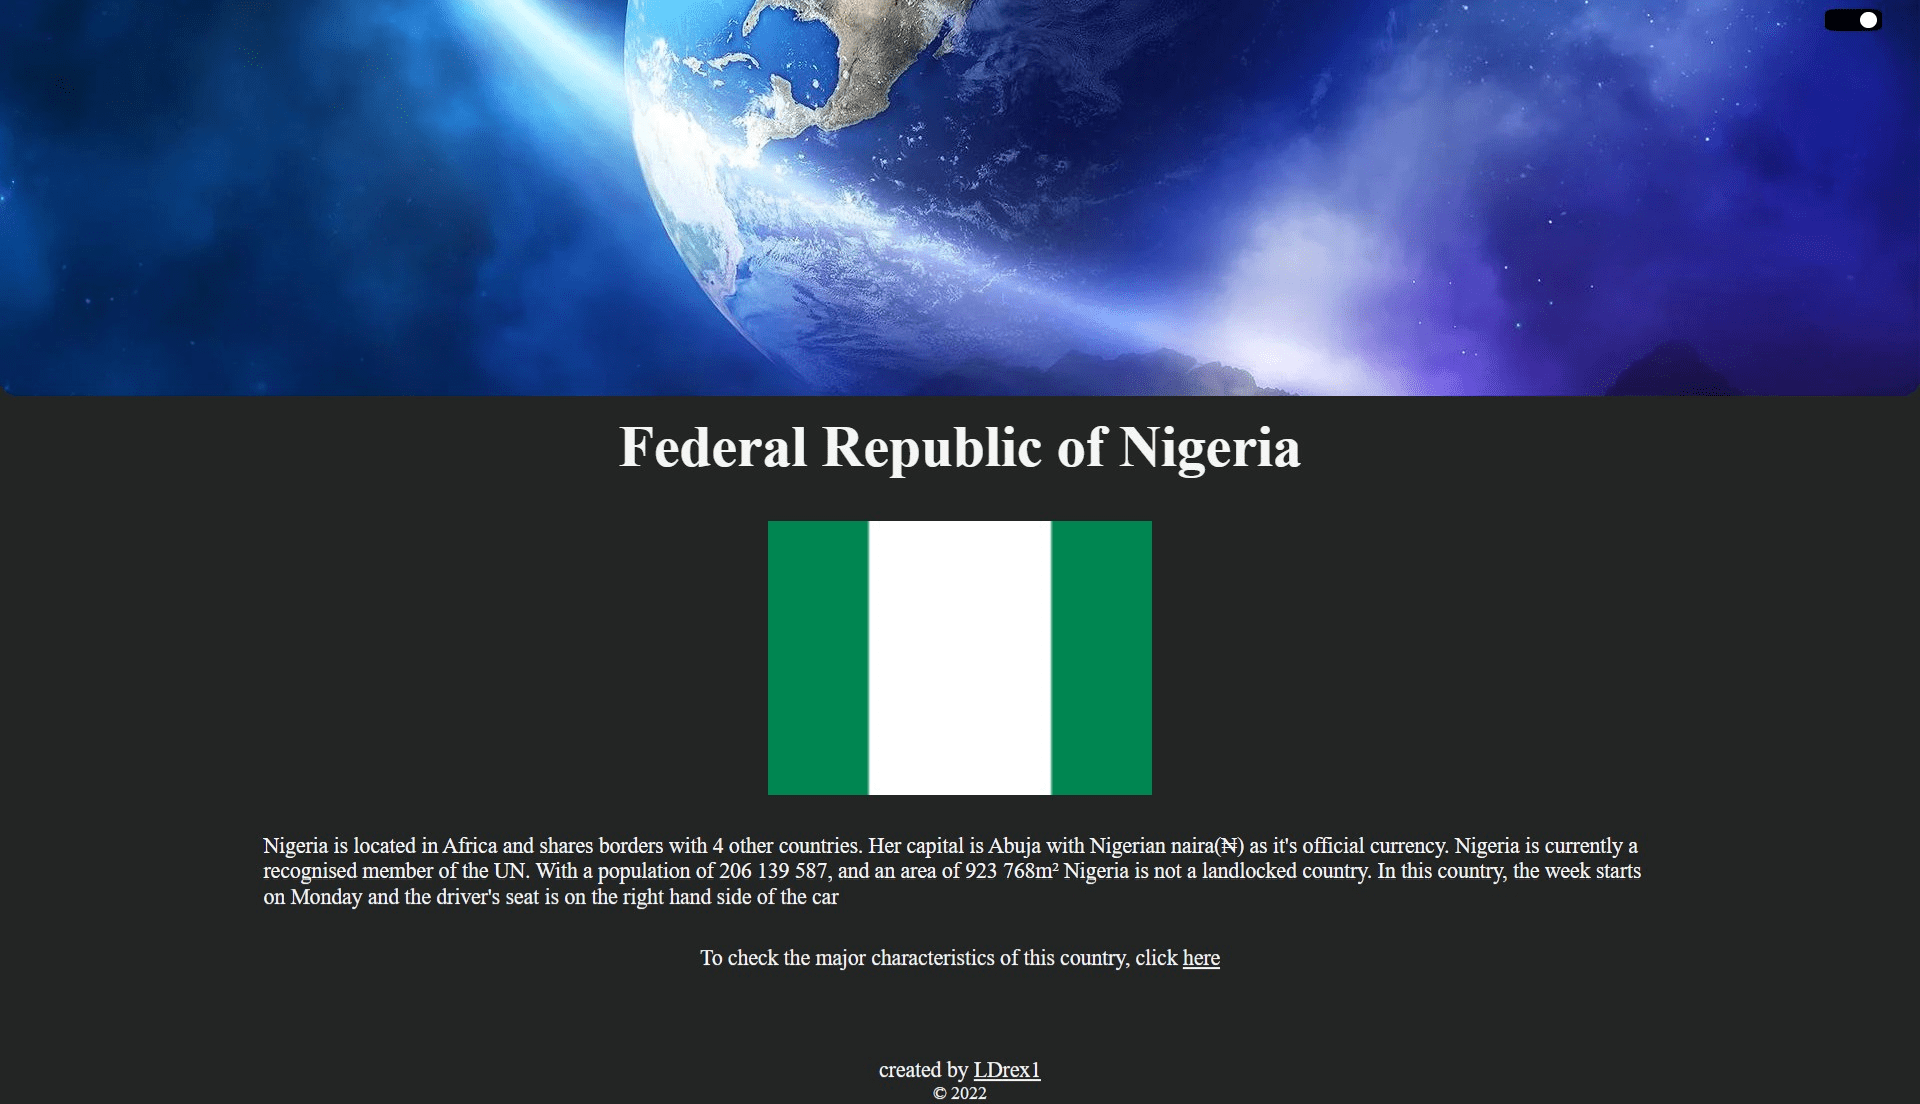 Federal Republic of Nigeria
Nigeria is located in Africa and shares borders with 4 other countries. Her capital is Abuja with Nigerian naira(₦) as it's official currency. Nigeria is currently a
recognised member of the UN. With a population of 206 139 587, and an area of 923 768m² Nigeria is not a landlocked country. In this country, the week starts
on Monday and the driver's seat is on the right hand side of the car
To check the major characteristics of this country, click here
created by LDrex1
© 2022